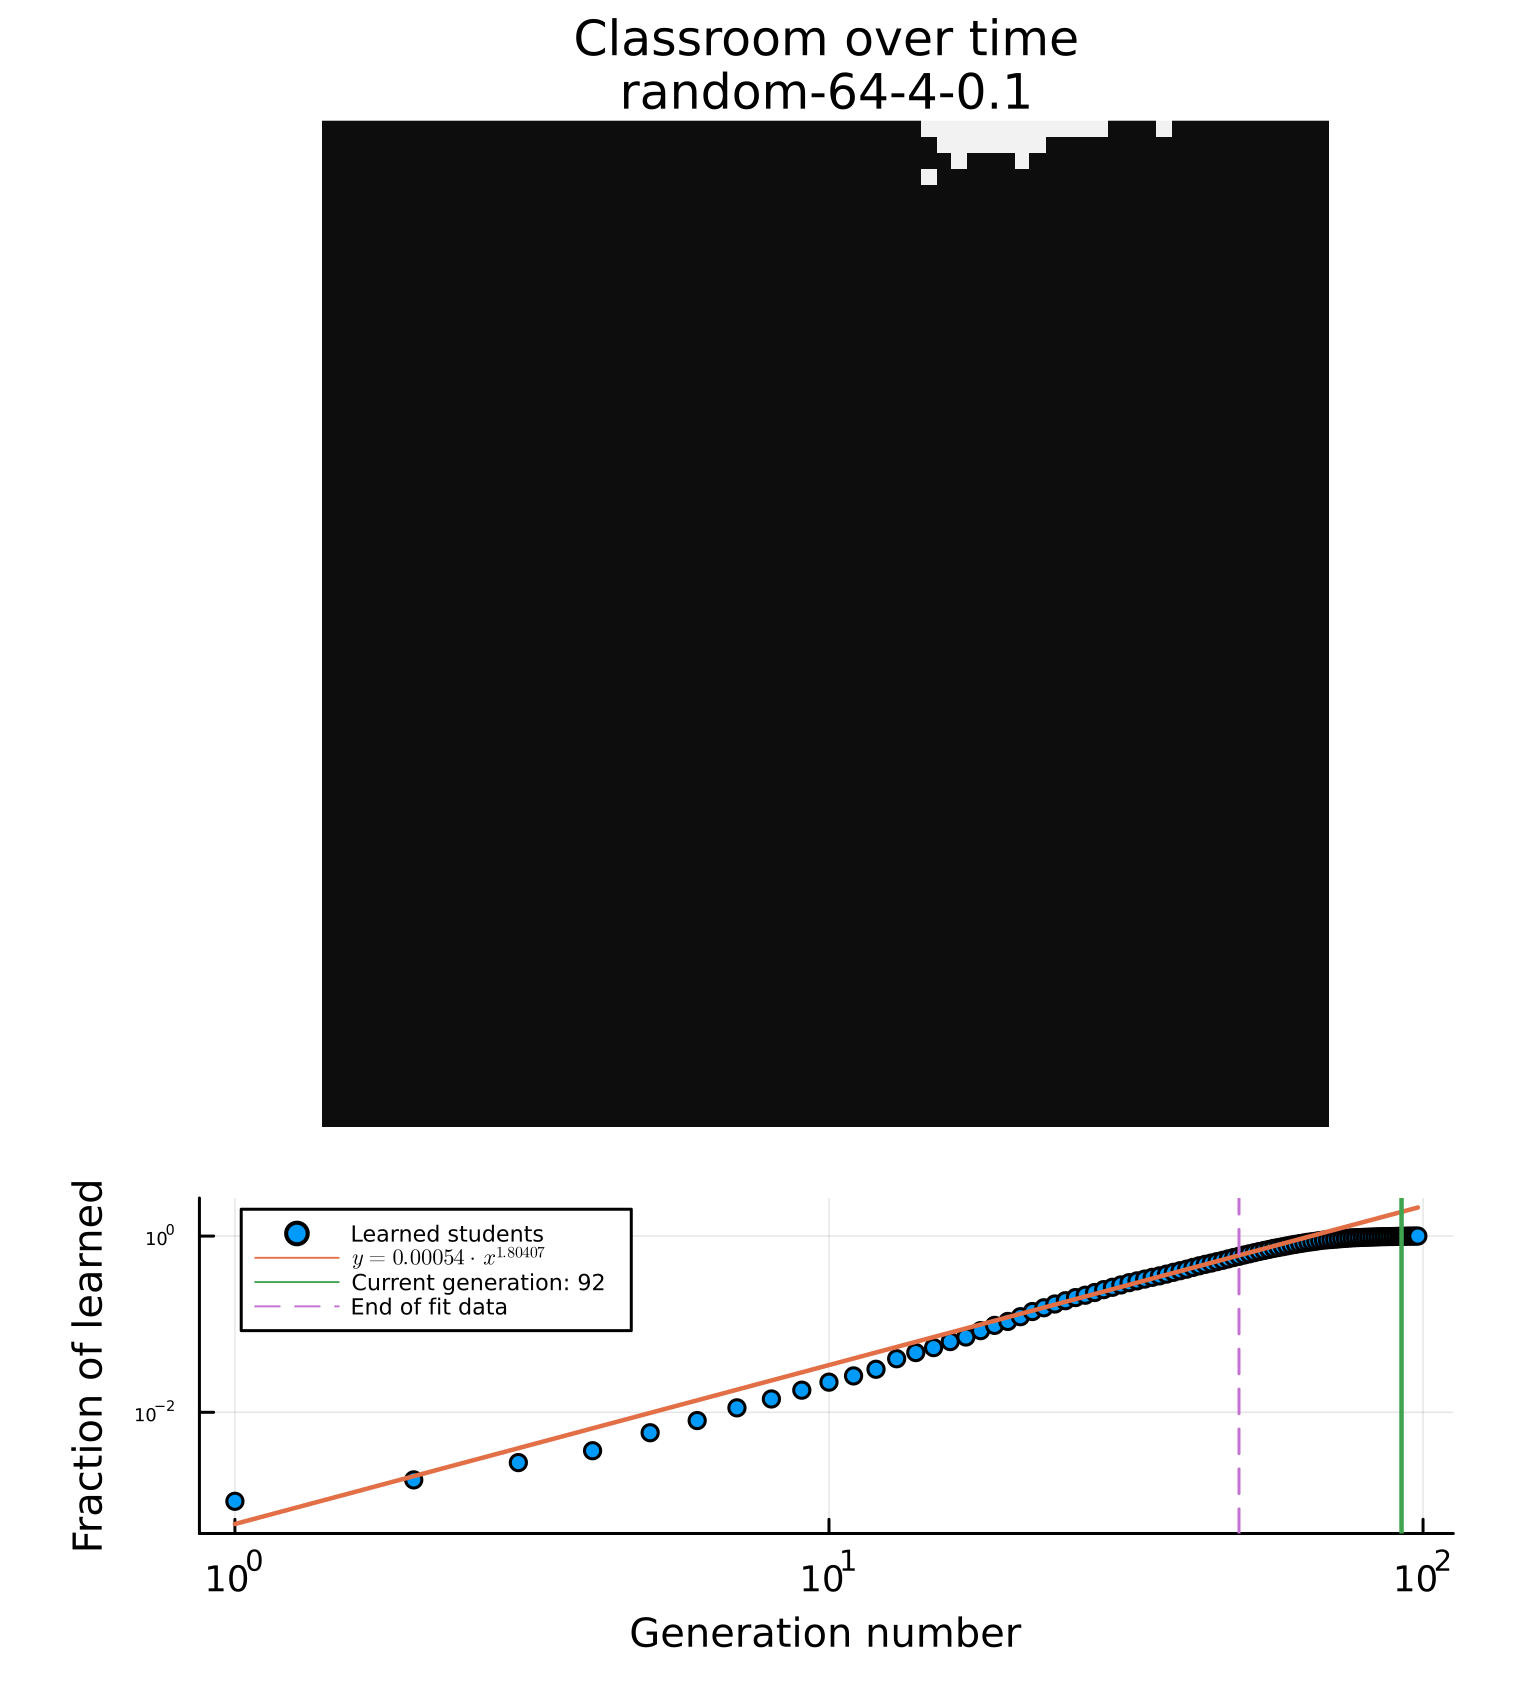 Classroom over time
random-64-4-0.1
Fraction of learned
10^0
10^-2
Learned students
y = 0.00054 · x^1.80407
Current generation: 92
End of fit data
10^0 10^1 10^2
Generation number